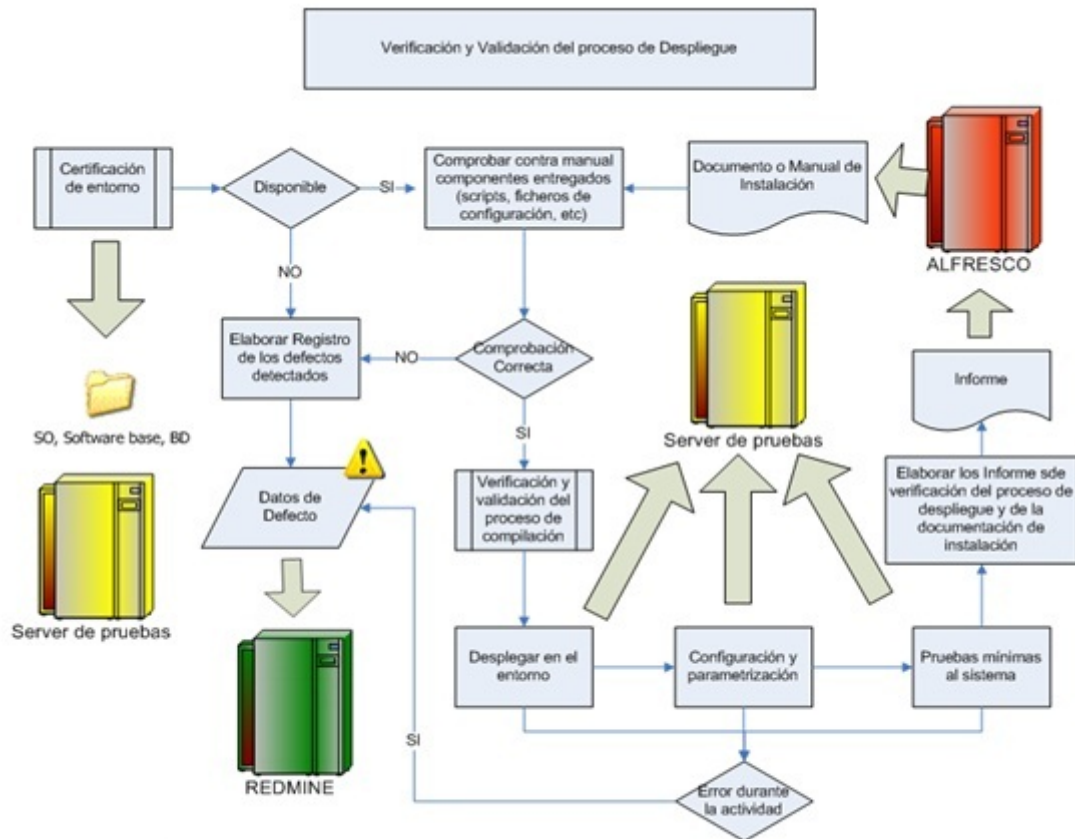 Verificación y Validación del proceso de Despliegue
Certificación
de entorno
Disponible
SI
Comprobar contra manual
componentes entregados
(scripts, ficheros de
configuración, etc)
Documento o Manual de
Instalación
ALFRESCO
NO
Elaborar Registro
de los defectos
detectados
NO
Comprobación
Correcta
Server de pruebas
Informe
SO, Software base, BD
SI
Datos de
Defecto
Verificación y
validación del
proceso de
compilación
Elaborar los Informe sde
verificación del proceso de
despliegue y de la
documentación de
instalación
Server de pruebas
Desplegar en el
entorno
Configuración y
parametrización
Pruebas mínimas
al sistema
SI
REDMINE
Error durante
la actividad